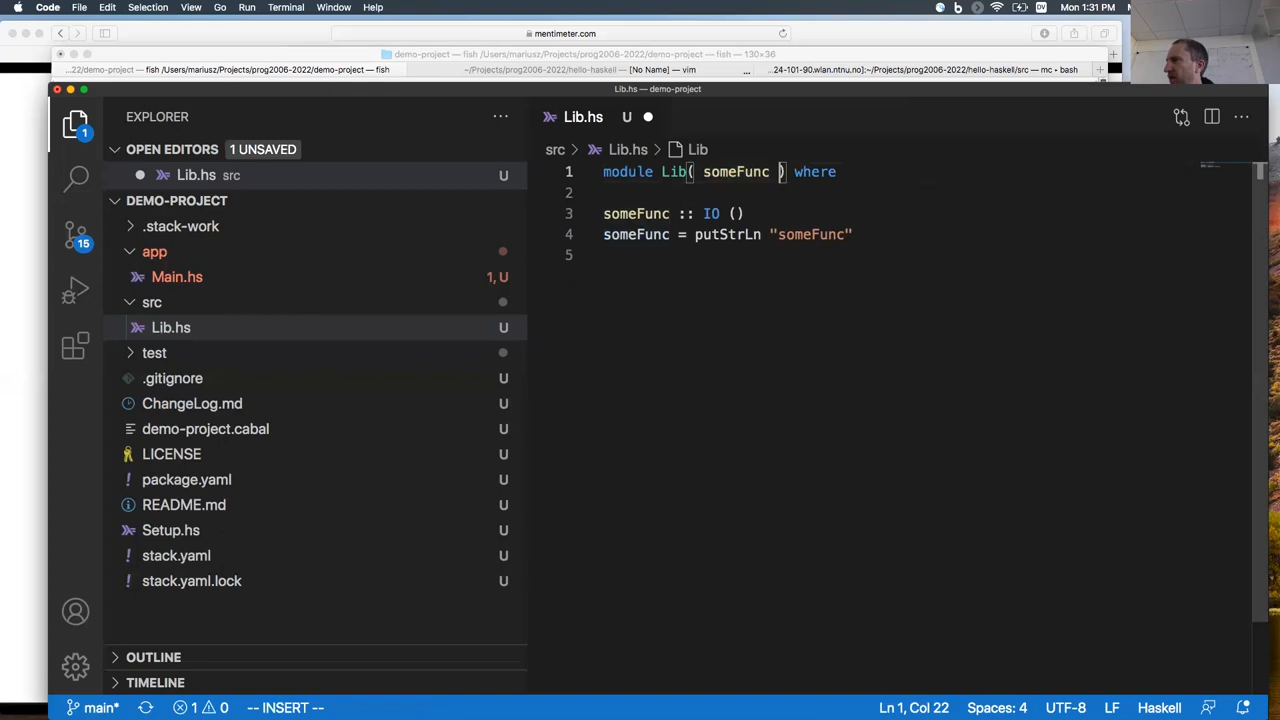 Code File Edit Selection View Go Run Terminal Window Help
DV Mon 1:31 PM
mentimeter.com
demo-project — fish /Users/mariusz/Projects/prog2006-2022/demo-project — fish — 130×36
...22/demo-project — fish /Users/mariusz/Projects/prog2006-2022/demo-project — fish
~/Projects/prog2006-2022/hello-haskell — [No Name] — vim
...
...24-101-90.wlan.ntnu.no]:~/Projects/prog2006-2022/hello-haskell/src — mc • bash
Lib.hs — demo-project
1
EXPLORER
Lib.hs U
OPEN EDITORS 1 UNSAVED
src > Lib.hs > Lib
Lib.hs src U
1 module Lib( someFunc ) where
DEMO-PROJECT
2
.stack-work
3 someFunc :: IO ()
15
4 someFunc = putStrLn "someFunc"
app
5
Main.hs 1, U
src
Lib.hs U
test
.gitignore U
ChangeLog.md U
demo-project.cabal U
LICENSE U
package.yaml U
README.md U
Setup.hs U
stack.yaml U
stack.yaml.lock U
OUTLINE
TIMELINE
main* 1 0 -- INSERT -- Ln 1, Col 22 Spaces: 4 UTF-8 LF Haskell